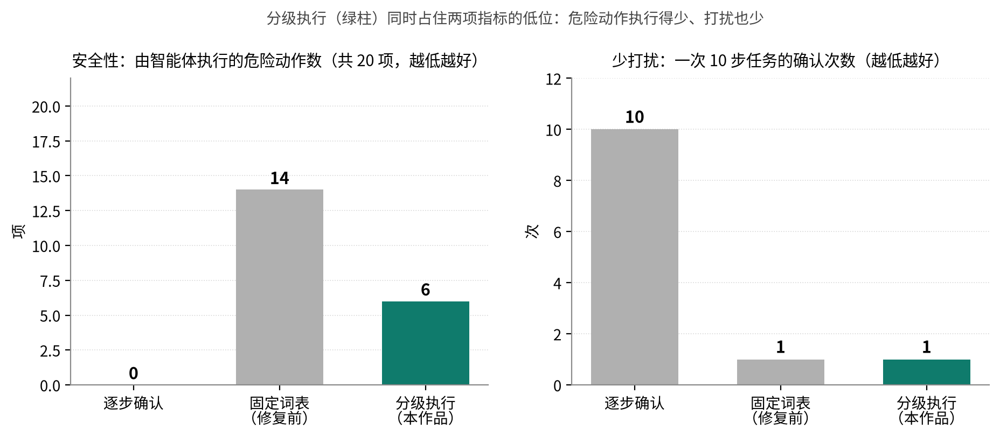 分级执行（绿柱）同时占住两项指标的低位：危险动作执行得少、打扰也少
安全性：由智能体执行的危险动作数（共 20 项，越低越好）
项
20.0
17.5
15.0
12.5
10.0
7.5
5.0
2.5
0.0
0
14
6
逐步确认
固定词表
（修复前）
分级执行
（本作品）
少打扰：一次 10 步任务的确认次数（越低越好）
次
12
10
8
6
4
2
0
10
1
1
逐步确认
固定词表
（修复前）
分级执行
（本作品）